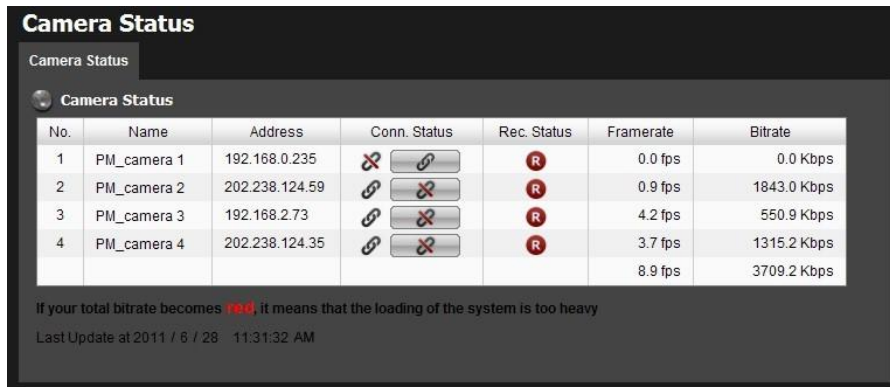 Camera Status
Camera Status
Camera Status
No. Name Address Conn. Status Rec. Status Framerate Bitrate
1 PM_camera 1 192.168.0.235 R 0.0 fps 0.0 Kbps
2 PM_camera 2 202.238.124.59 R 0.9 fps 1843.0 Kbps
3 PM_camera 3 192.168.2.73 R 4.2 fps 550.9 Kbps
4 PM_camera 4 202.238.124.35 R 3.7 fps 1315.2 Kbps
8.9 fps 3709.2 Kbps
If your total bitrate becomes red, it means that the loading of the system is too heavy
Last Update at 2011 / 6 / 28 11:31:32 AM